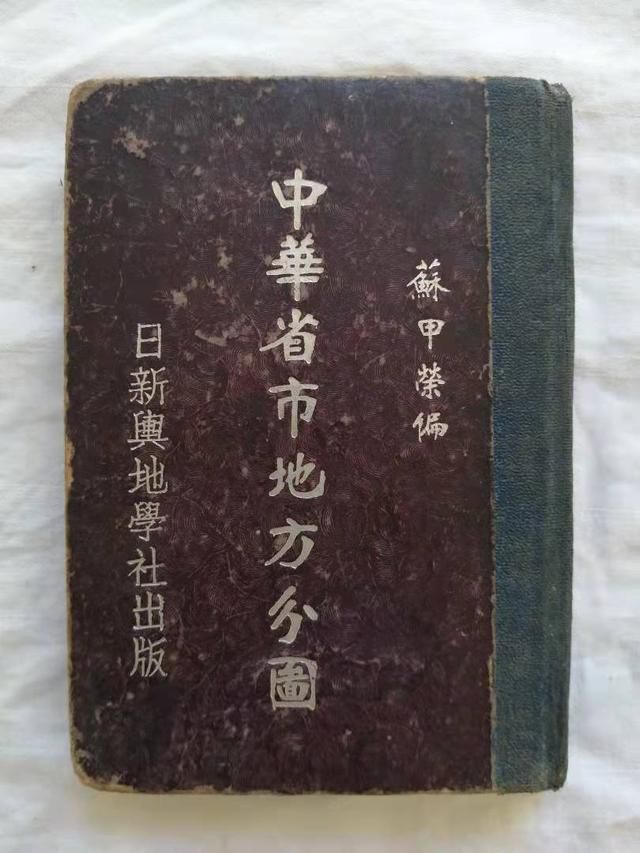 蘇甲榮編
中華省市地方分圖
日新輿地學社出版